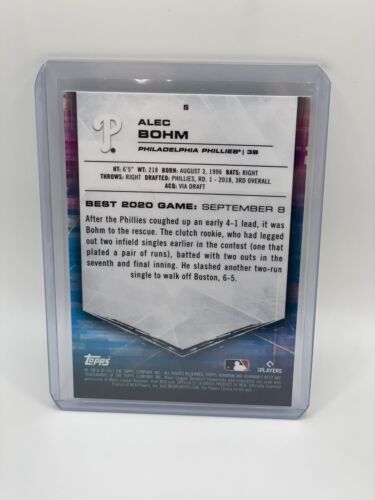 5
P
ALEC
BOHM
PHILADELPHIA PHILLIES® | 3B
HT: 6'5" WT: 218 BORN: AUGUST 3, 1996 BATS: RIGHT
THROWS: RIGHT DRAFTED: PHILLIES, RD. 1 - 2018, 3RD OVERALL
ACQ: VIA DRAFT
BEST 2020 GAME: SEPTEMBER 8
After the Phillies coughed up an early 4-1 lead, it was
Bohm to the rescue. The clutch rookie, who had legged
out two infield singles earlier in the contest (one that
plated a pair of runs), batted with two outs in the
seventh and final inning. He slashed another two-run
single to walk off Boston, 6-5.
Topps
PLAYERS